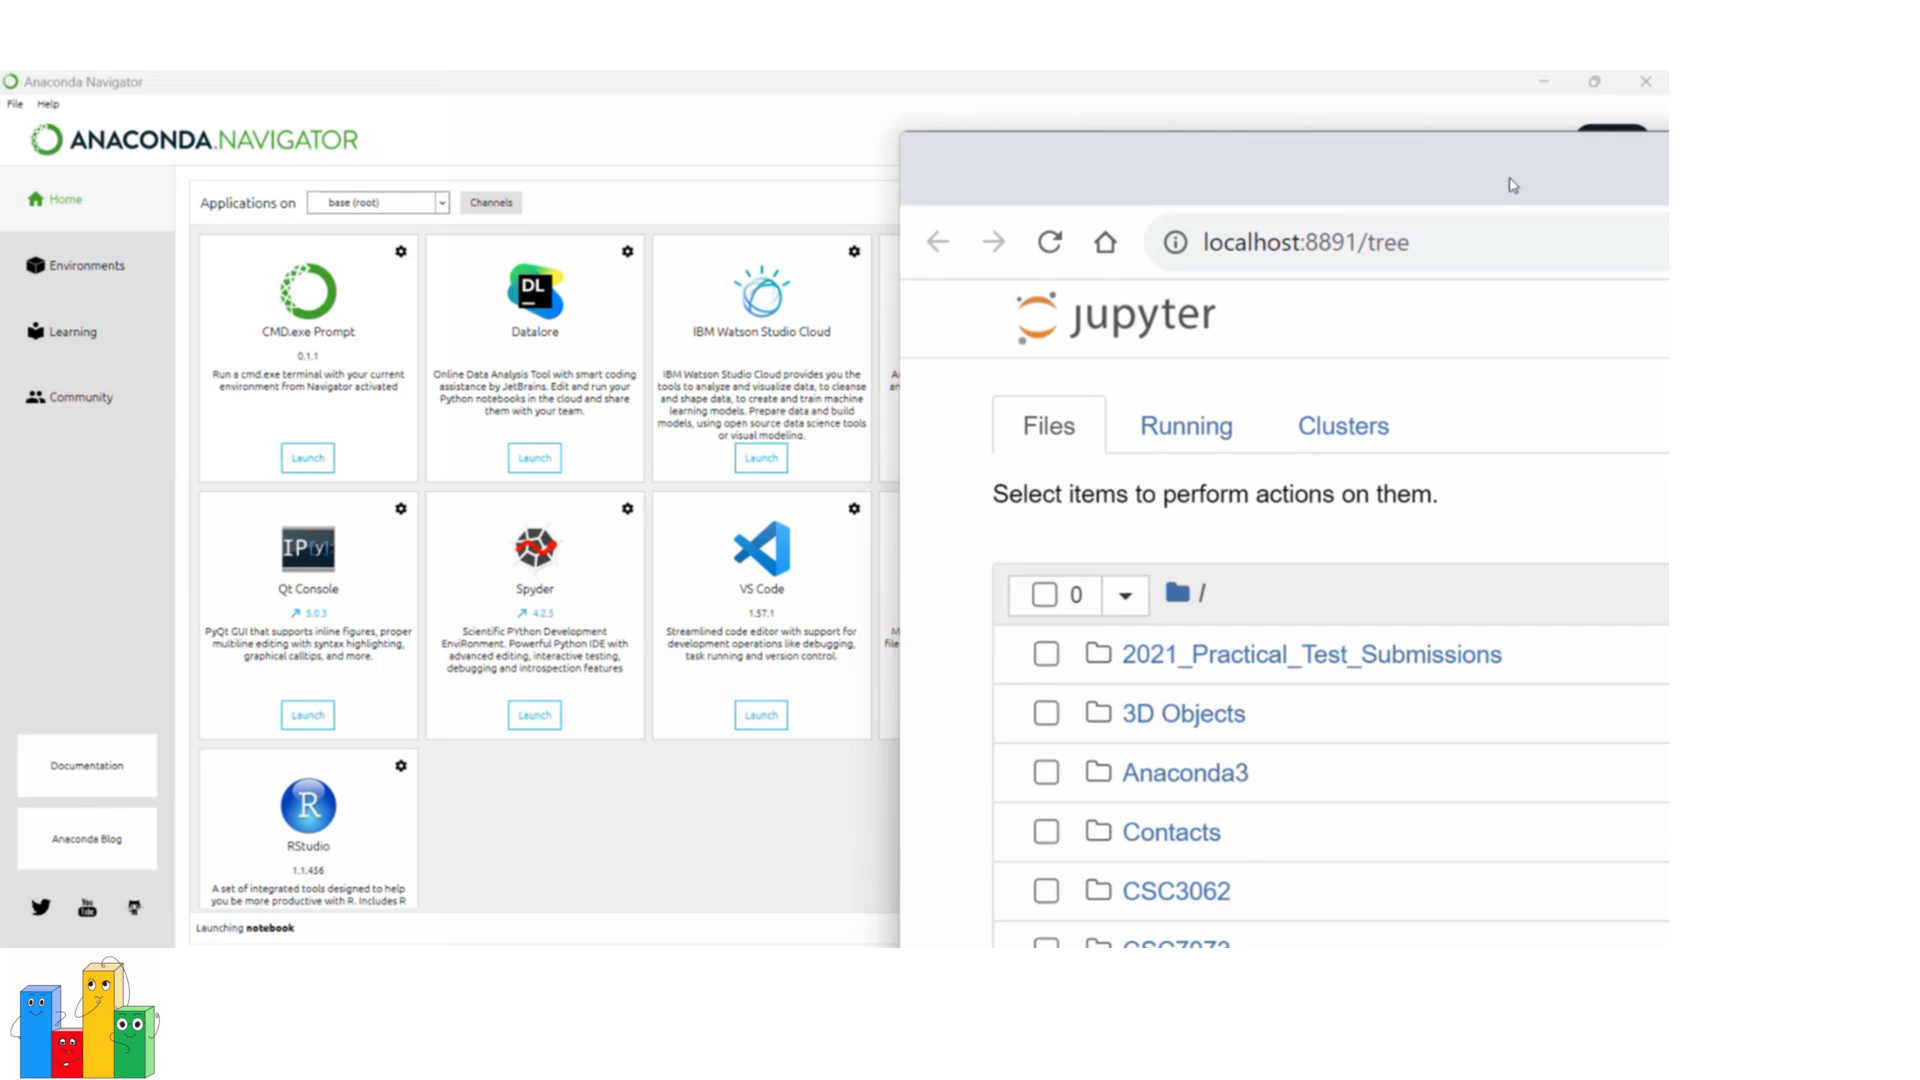 Anaconda Navigator
File Help
ANACONDA.NAVIGATOR
Home
Environments
Learning
Community
Documentation
Anaconda Blog
You
Tube
Applications on base (root) Channels
CMD.exe Prompt
0.1.1
Run a cmd.exe terminal with your current
environment from Navigator activated
Launch
DL
Datalore
Online Data Analysis Tool with smart coding
assistance by JetBrains. Edit and run your
Python notebooks in the cloud and share
them with your team.
Launch
IBM Watson Studio Cloud
IBM Watson Studio Cloud provides you the
tools to analyze and visualize data, to cleanse
and shape data, to create and train machine
learning models. Prepare data and build
models, using open source data science tools
or visual modeling.
Launch
IP[y]:
Qt Console
5.0.3
PyQt GUI that supports inline figures, proper
multiline editing with syntax highlighting,
graphical calltips, and more.
Launch
Spyder
4.2.5
Scientific PYthon Development
EnviRonment. Powerful Python IDE with
advanced editing, interactive testing,
debugging and introspection features
Launch
VS Code
1.57.1
Streamlined code editor with support for
development operations like debugging,
task running and version control.
Launch
R
RStudio
1.1.456
A set of integrated tools designed to help
you be more productive with R. Includes R
Launching notebook
localhost:8891/tree
jupyter
Files Running Clusters
Select items to perform actions on them.
0 /
2021_Practical_Test_Submissions
3D Objects
Anaconda3
Contacts
CSC3062